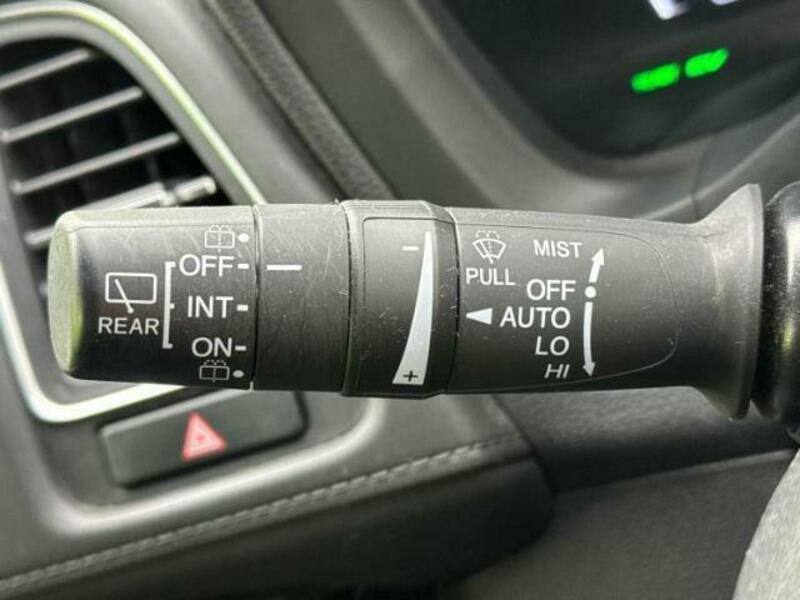 REAR
OFF
INT
ON
-
+
PULL
MIST
OFF
AUTO
LO
HI